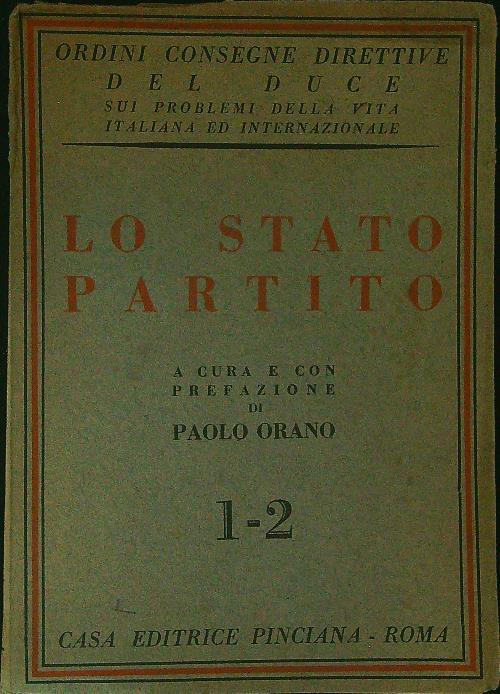 ORDINI CONSEGNE DIRETTIVE
DEL DUCE
SUI PROBLEMI DELLA VITA
ITALIANA ED INTERNAZIONALE
LO STATO
PARTITO
A CURA E CON
PREFAZIONE
DI
PAOLO ORANO
1-2
CASA EDITRICE PINCIANA - ROMA